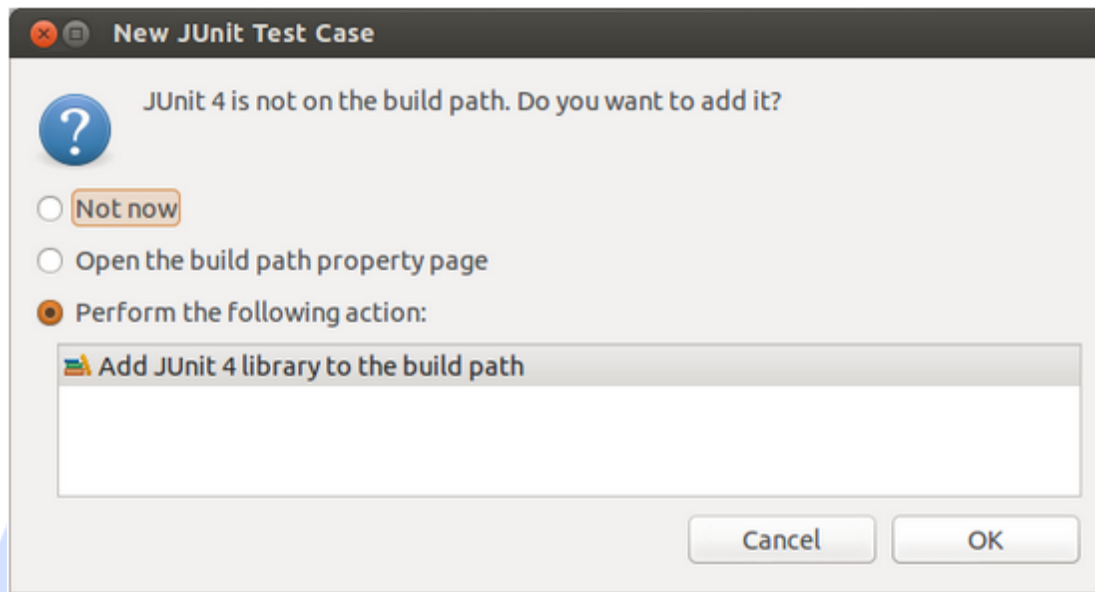 New JUnit Test Case
JUnit 4 is not on the build path. Do you want to add it?
Not now
Open the build path property page
Perform the following action:
Add JUnit 4 library to the build path
Cancel OK